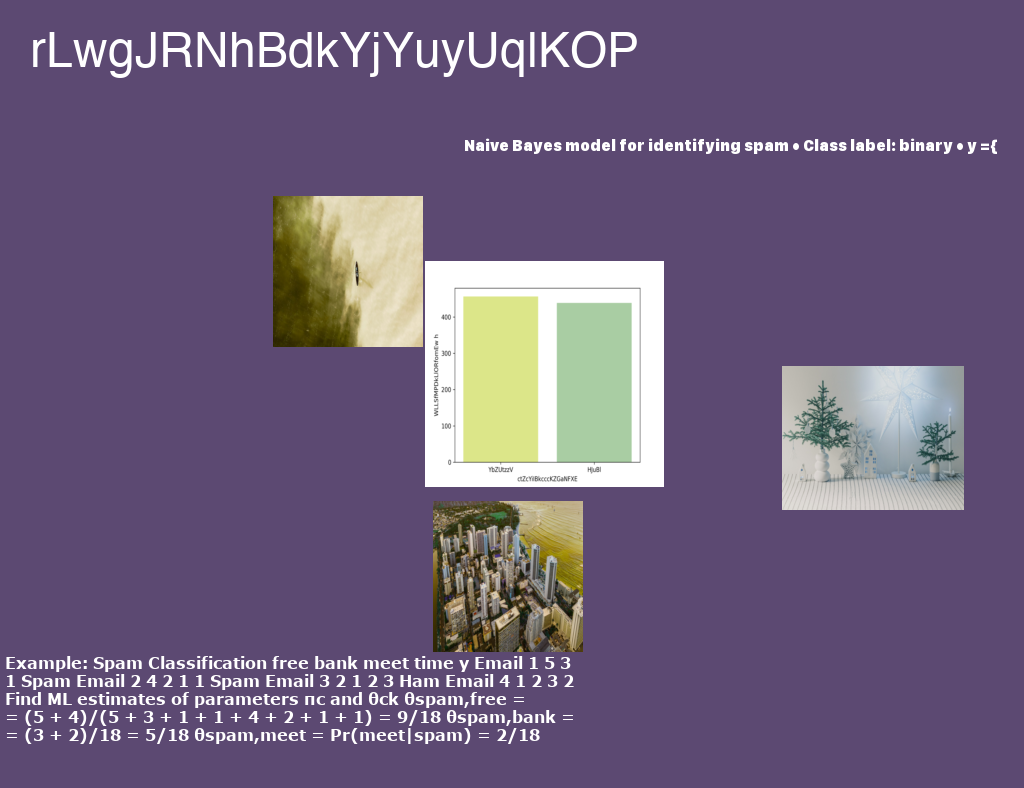 rLwgJRNhBdkYjYuyUqlKOP
Naive Bayes model for identifying spam • Class label: binary • y ={
WLLSfMPDkLlORfomEw h
400
300
200
100
0
YbZUtzzV
HJuBl
ctZcYilBkcccKZGaNFXE
Example: Spam Classification free bank meet time y Email 1 5 3
1 Spam Email 2 4 2 1 1 Spam Email 3 2 1 2 3 Ham Email 4 1 2 3 2
Find ML estimates of parameters πc and θck θspam,free =
= (5 + 4)/(5 + 3 + 1 + 1 + 4 + 2 + 1 + 1) = 9/18 θspam,bank =
= (3 + 2)/18 = 5/18 θspam,meet = Pr(meet|spam) = 2/18